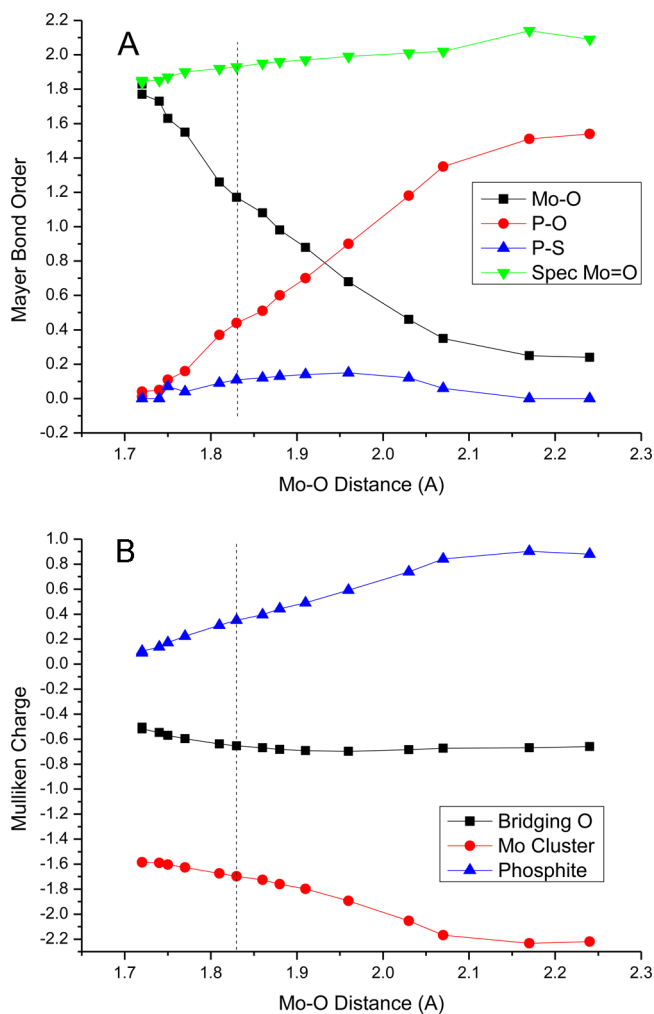 A
Mayer Bond Order
2.2
2.0
1.8
1.6
1.4
1.2
1.0
0.8
0.6
0.4
0.2
0.0
-0.2
Mo-O
P-O
P-S
Spec Mo=O
1.7 1.8 1.9 2.0 2.1 2.2 2.3
Mo-O Distance (A)
B
Mulliken Charge
1.0
0.8
0.6
0.4
0.2
0.0
-0.2
-0.4
-0.6
-0.8
-1.0
-1.2
-1.4
-1.6
-1.8
-2.0
-2.2
Bridging O
Mo Cluster
Phosphite
1.7 1.8 1.9 2.0 2.1 2.2 2.3
Mo-O Distance (A)